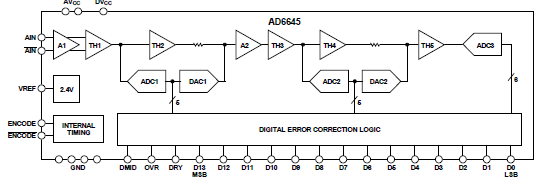 AVCC DVCC
AD6645
AIN
AIN
A1 TH1 TH2 A2 TH3 TH4 TH5 ADC3
ADC1 DAC1 ADC2 DAC2
VREF 2.4V
5 5 6
ENCODE
ENCODE
INTERNAL
TIMING
DIGITAL ERROR CORRECTION LOGIC
GND DMID OVR DRY D13 D12 D11 D10 D9 D8 D7 D6 D5 D4 D3 D2 D1 D0
MSB LSB